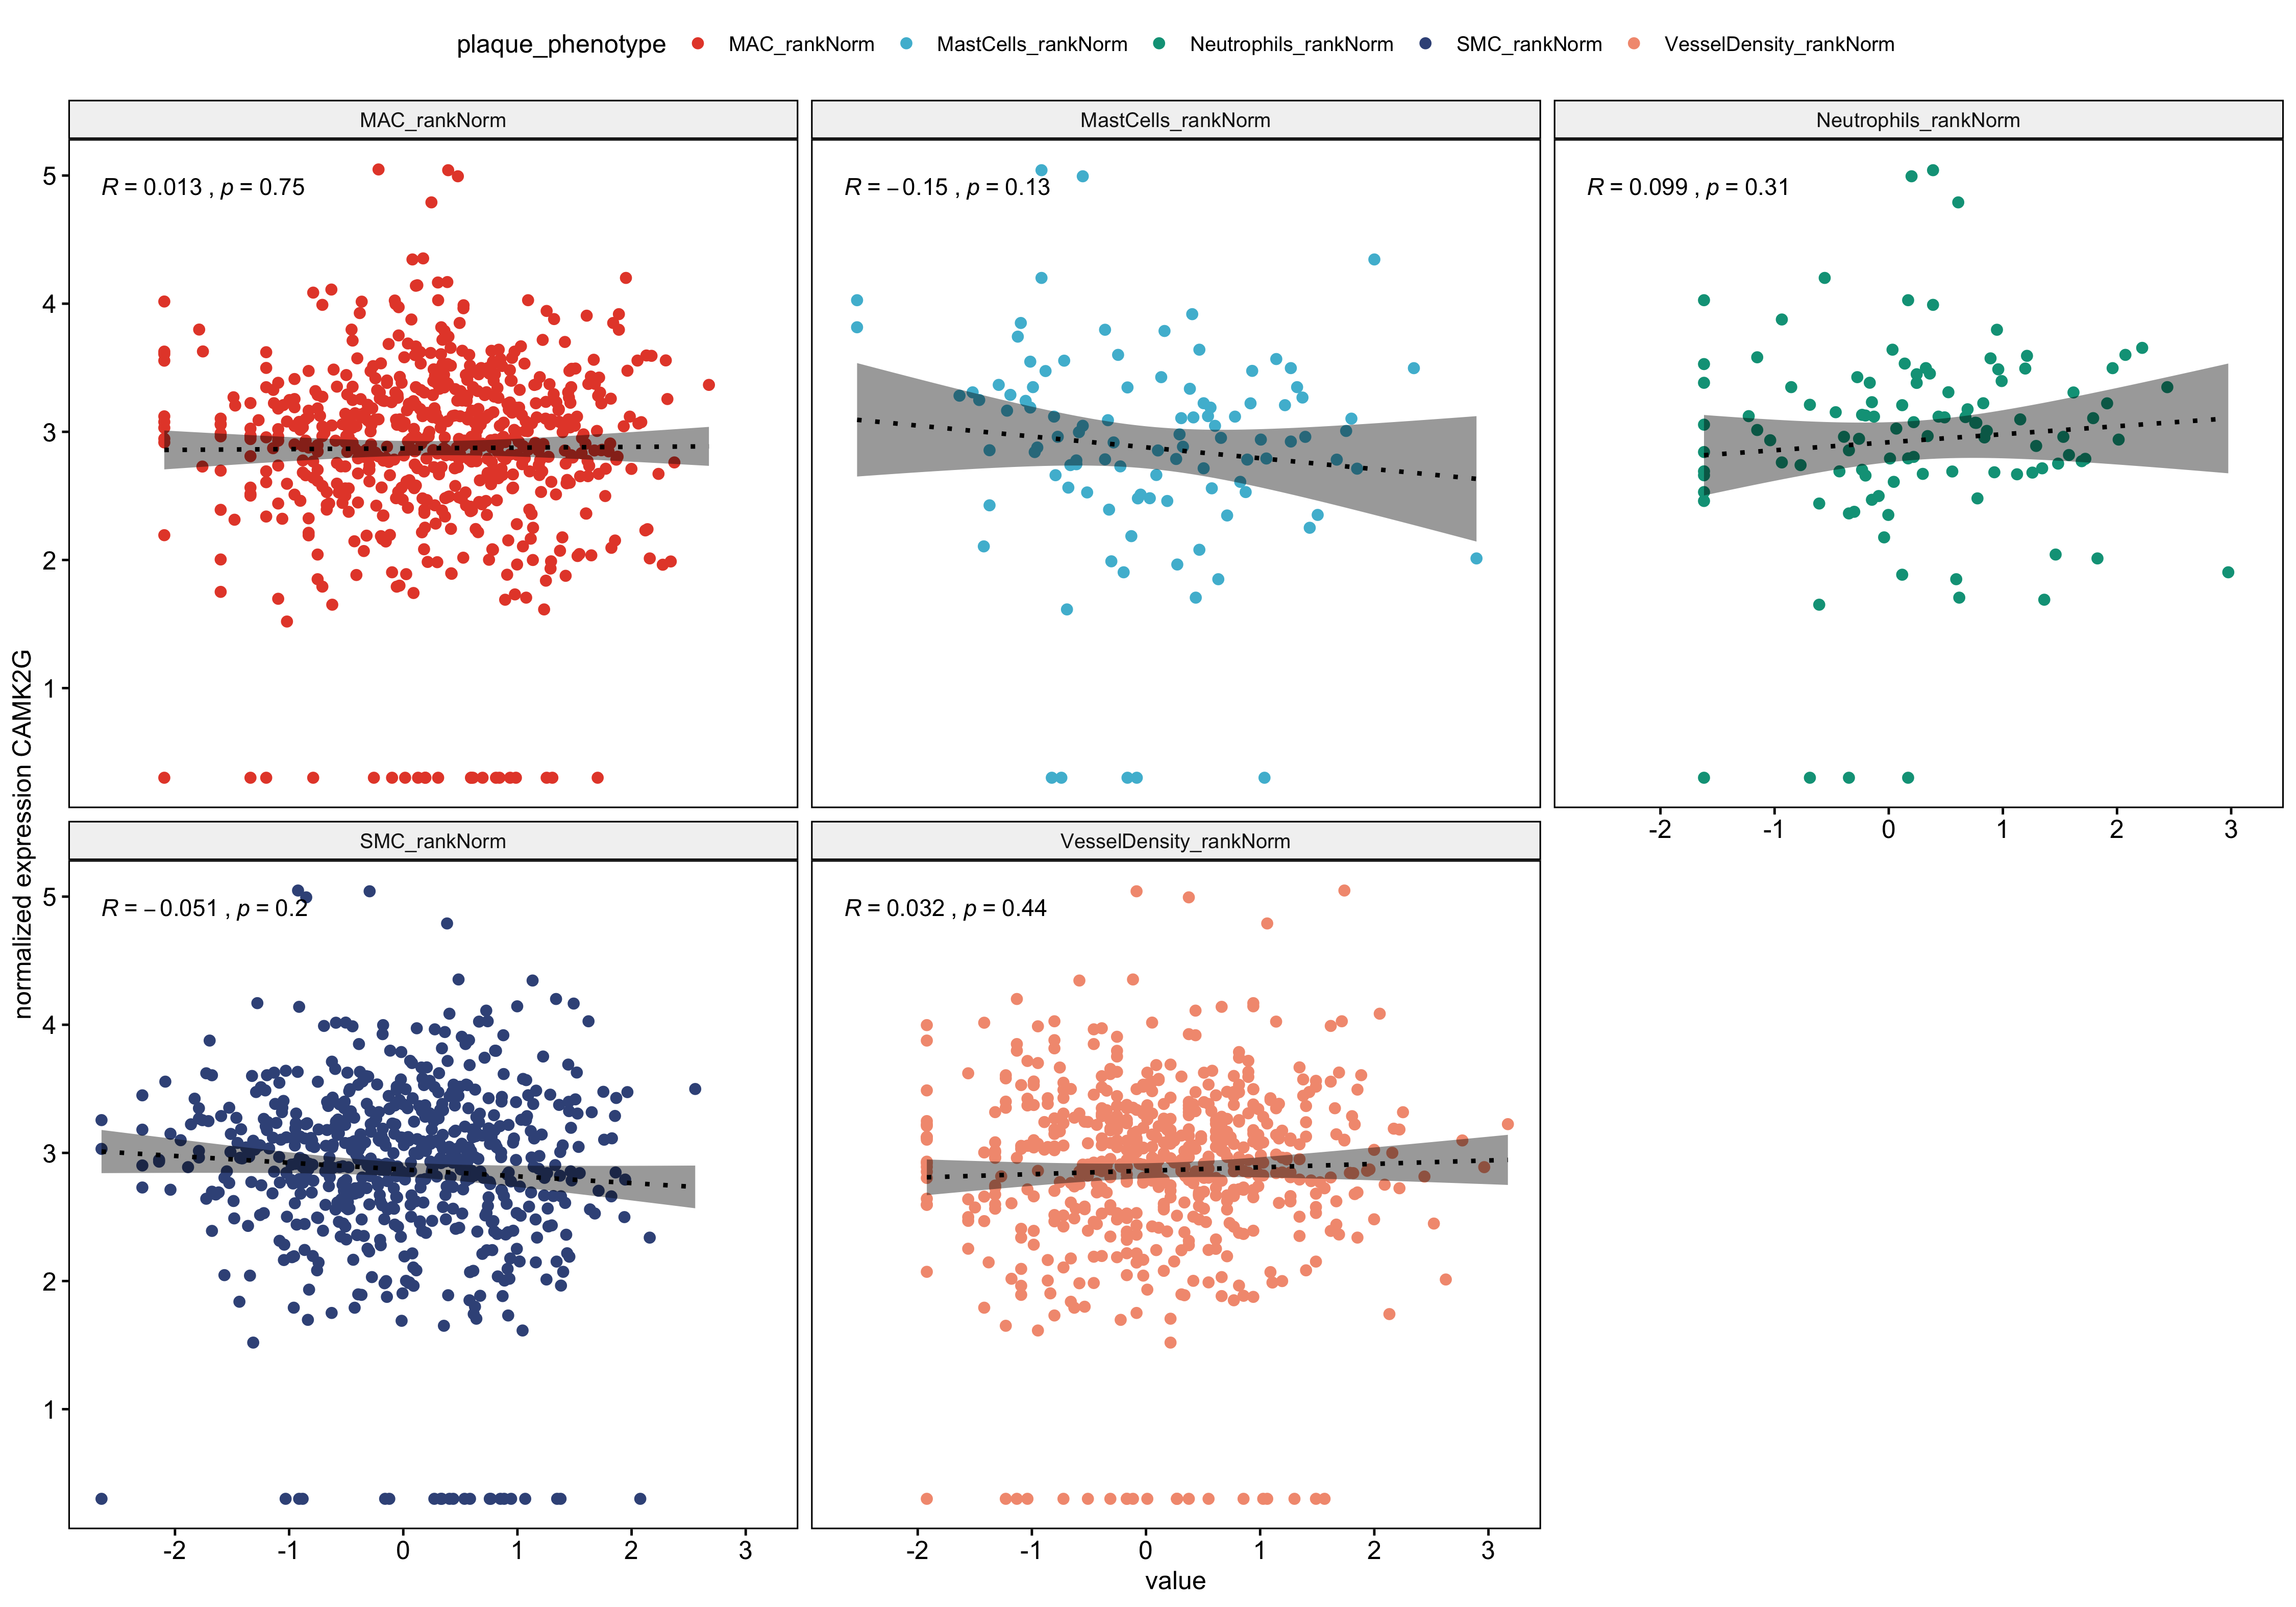 plaque_phenotype MAC_rankNorm MastCells_rankNorm Neutrophils_rankNorm SMC_rankNorm VesselDensity_rankNorm
MAC_rankNorm
MastCells_rankNorm
Neutrophils_rankNorm
R = 0.013 , p = 0.75
R = −0.15 , p = 0.13
R = 0.099 , p = 0.31
5
4
3
2
1
-2 -1 0 1 2 3
normalized expression CAMK2G
SMC_rankNorm
VesselDensity_rankNorm
R = −0.051 , p = 0.2
R = 0.032 , p = 0.44
5
4
3
2
1
-2 -1 0 1 2 3
-2 -1 0 1 2 3
value